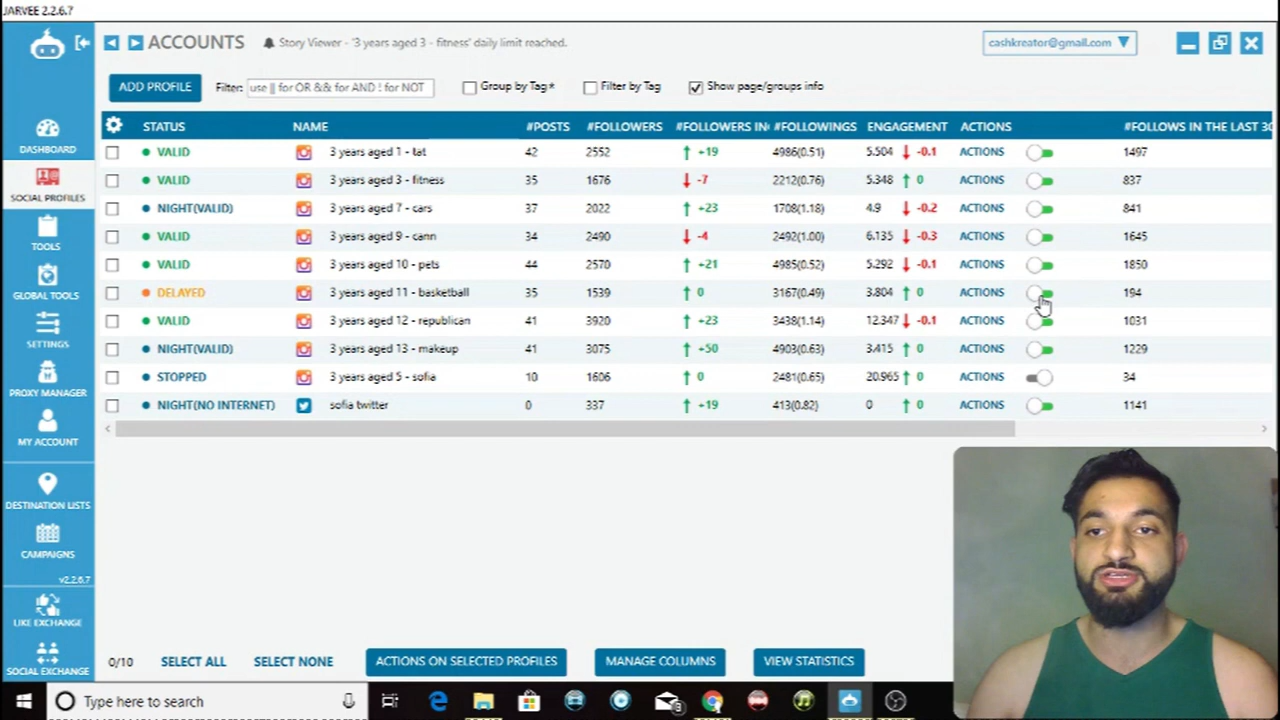 JARVEE 2.2.6.7
ACCOUNTS
Story Viewer - '3 years aged 3 - fitness' daily limit reached.
cashkreator@gmail.com
ADD PROFILE
Filter: use || for OR && for AND ! for NOT
Group by Tag*
Filter by Tag
Show page/groups info
STATUS NAME #POSTS #FOLLOWERS #FOLLOWERS IN #FOLLOWINGS ENGAGEMENT ACTIONS #FOLLOWS IN THE LAST 30
VALID 3 years aged 1 - tat 42 2552 +19 4986(0.51) 5.504 -0.1 ACTIONS 1497
VALID 3 years aged 3 - fitness 35 1676 -7 2212(0.76) 5.348 0 ACTIONS 837
NIGHT(VALID) 3 years aged 7 - cars 37 2022 +23 1708(1.18) 4.9 -0.2 ACTIONS 841
VALID 3 years aged 9 - cann 34 2490 -4 2492(1.00) 6.135 -0.3 ACTIONS 1645
VALID 3 years aged 10 - pets 44 2570 +21 4985(0.52) 5.292 -0.1 ACTIONS 1850
DELAYED 3 years aged 11 - basketball 35 1539 0 3167(0.49) 3.804 0 ACTIONS 194
VALID 3 years aged 12 - republican 41 3920 +23 3438(1.14) 12.347 -0.1 ACTIONS 1031
NIGHT(VALID) 3 years aged 13 - makeup 41 3075 +50 4903(0.63) 3.415 0 ACTIONS 1229
STOPPED 3 years aged 5 - sofia 10 1606 0 2481(0.65) 20.965 0 ACTIONS 34
NIGHT(NO INTERNET) sofia twitter 0 337 +19 413(0.82) 0 0 ACTIONS 1141
DASHBOARD
SOCIAL PROFILES
TOOLS
GLOBAL TOOLS
SETTINGS
PROXY MANAGER
MY ACCOUNT
DESTINATION LISTS
CAMPAIGNS
v2.2.6.7
LIKE EXCHANGE
SOCIAL EXCHANGE
0/10
SELECT ALL
SELECT NONE
ACTIONS ON SELECTED PROFILES
MANAGE COLUMNS
VIEW STATISTICS
Type here to search